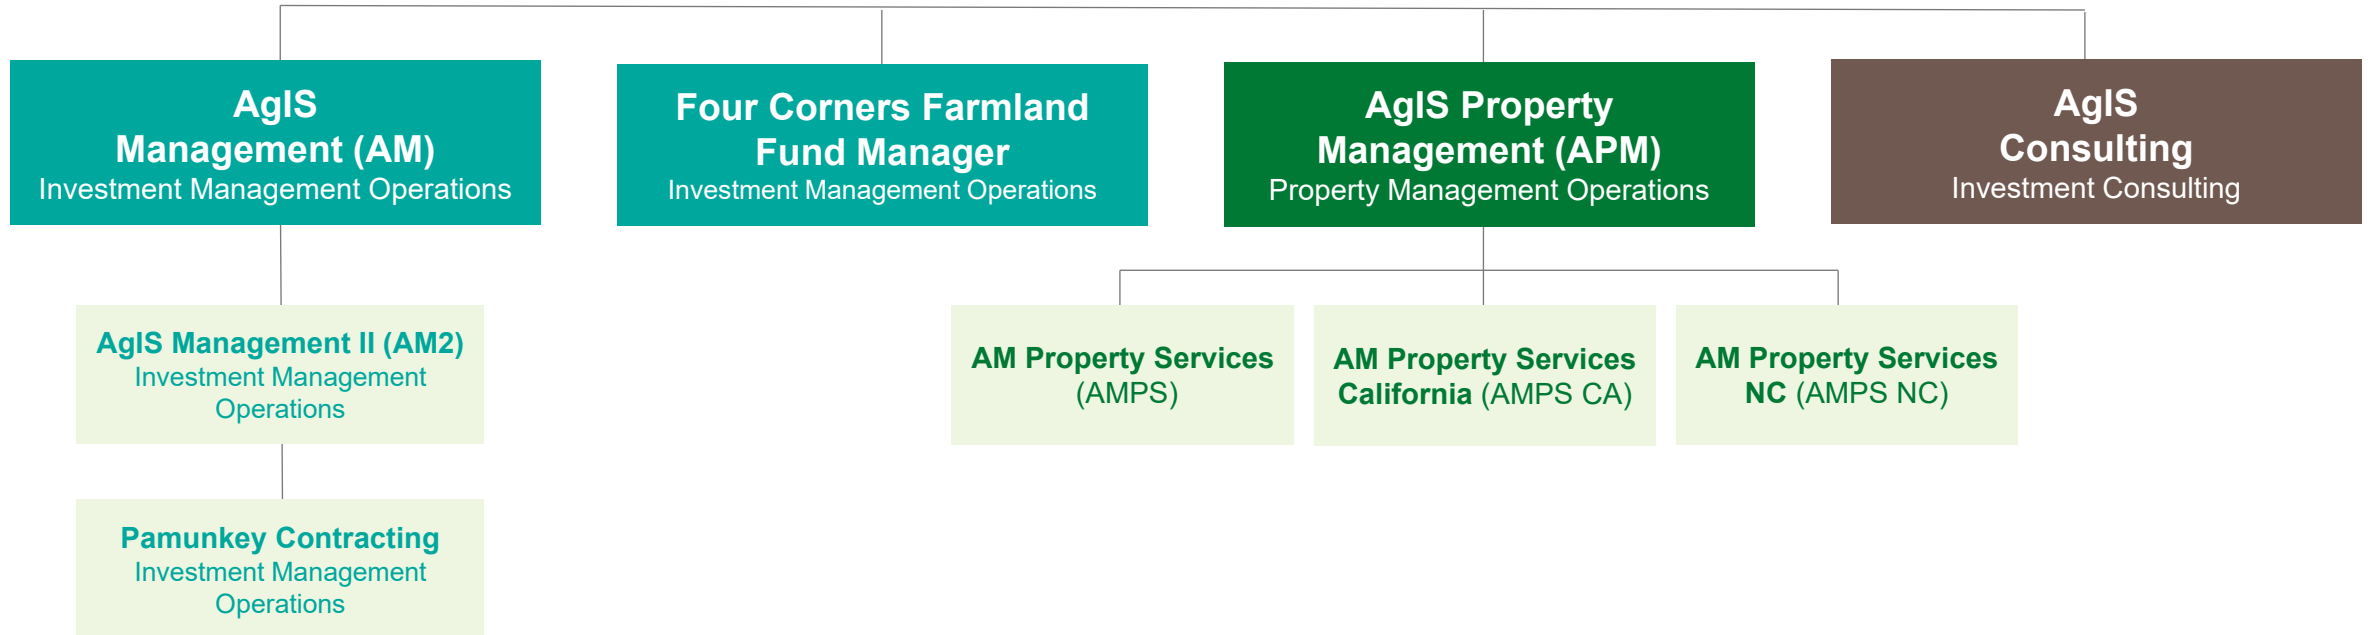 AgIS
Management (AM)
Investment Management Operations
Four Corners Farmland
Fund Manager
Investment Management Operations
AgIS Property
Management (APM)
Property Management Operations
AgIS
Consulting
Investment Consulting
AgIS Management II (AM2)
Investment Management
Operations
AM Property Services
(AMPS)
AM Property Services
California (AMPS CA)
AM Property Services
NC (AMPS NC)
Pamunkey Contracting
Investment Management
Operations